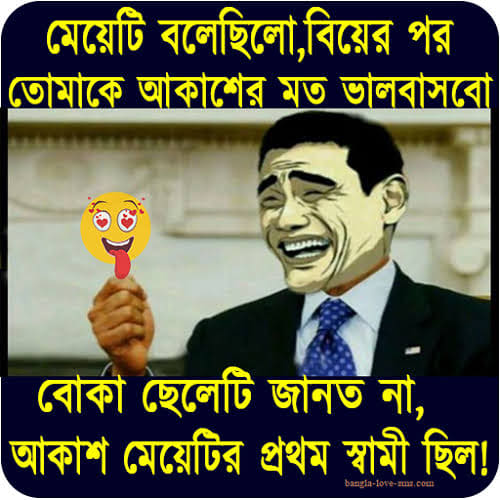 মেয়েটি বলেছিলো,বিয়ের পর
তোমাকে আকাশের মত ভালবাসবো
বোকা ছেলেটি জানত না,
আকাশ মেয়েটির প্রথম স্বামী ছিল!
bangla-love-sms.com